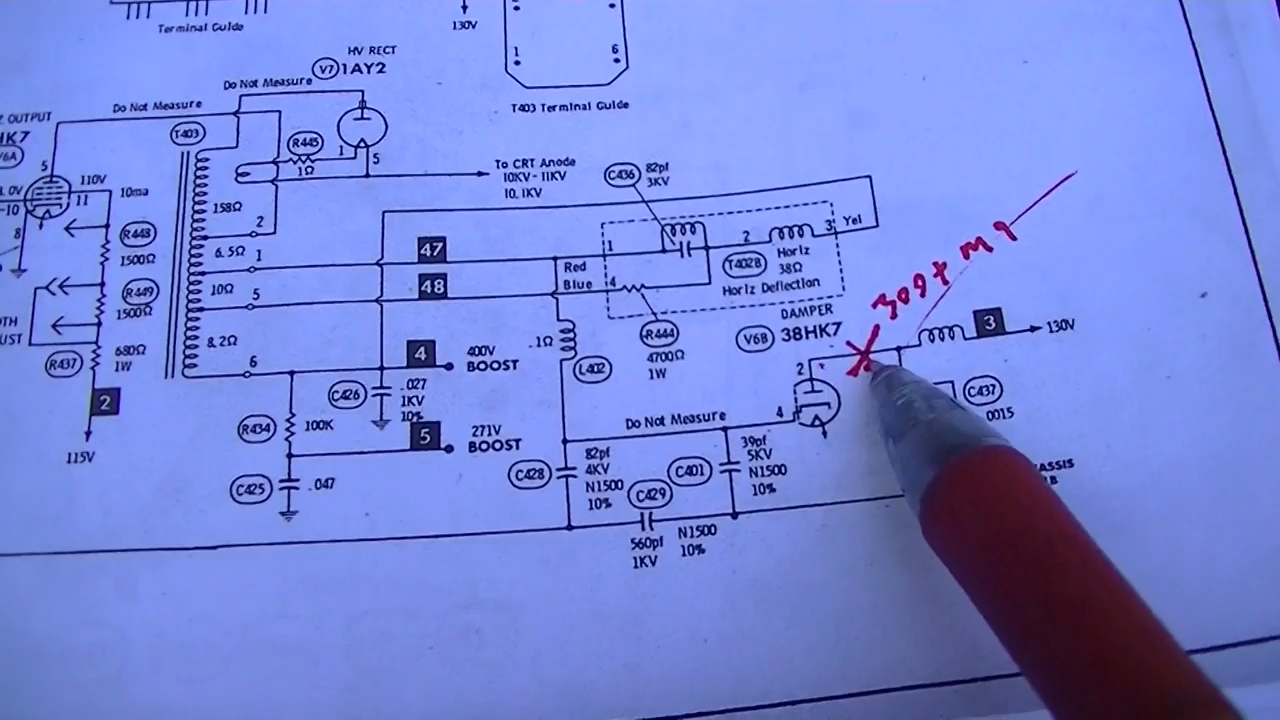 Terminal Guide
130V
1
6
T403 Terminal Guide
HV RECT
V7 1AY2
Do Not Measure
Do Not Measure
OUTPUT
HK7
V6A
T403
R445
1Ω
1
5
To CRT Anode
10KV - 11KV
10.1KV
5
110V
11
10ma
8
R448
1500Ω
R449
1500Ω
R437
680Ω
1W
2
115V
158Ω
2
6.5Ω
1
10Ω
5
8.2Ω
6
47
48
C436
82pf
3KV
1
Red
Blue
4
2
3
Yel
T402B
Horiz
38Ω
Horiz Deflection
R444
4700Ω
1W
DAMPER
V6B 38HK7
309 + M
3
130V
4
400V
BOOST
C426
.027
1KV
10%
.1Ω
L402
R434
100K
5
271V
BOOST
C425
.047
Do Not Measure
2
4
C437
0015
C428
82pf
4KV
N1500
10%
C401
39pf
5KV
N1500
10%
C429
560pf
1KV
N1500
10%